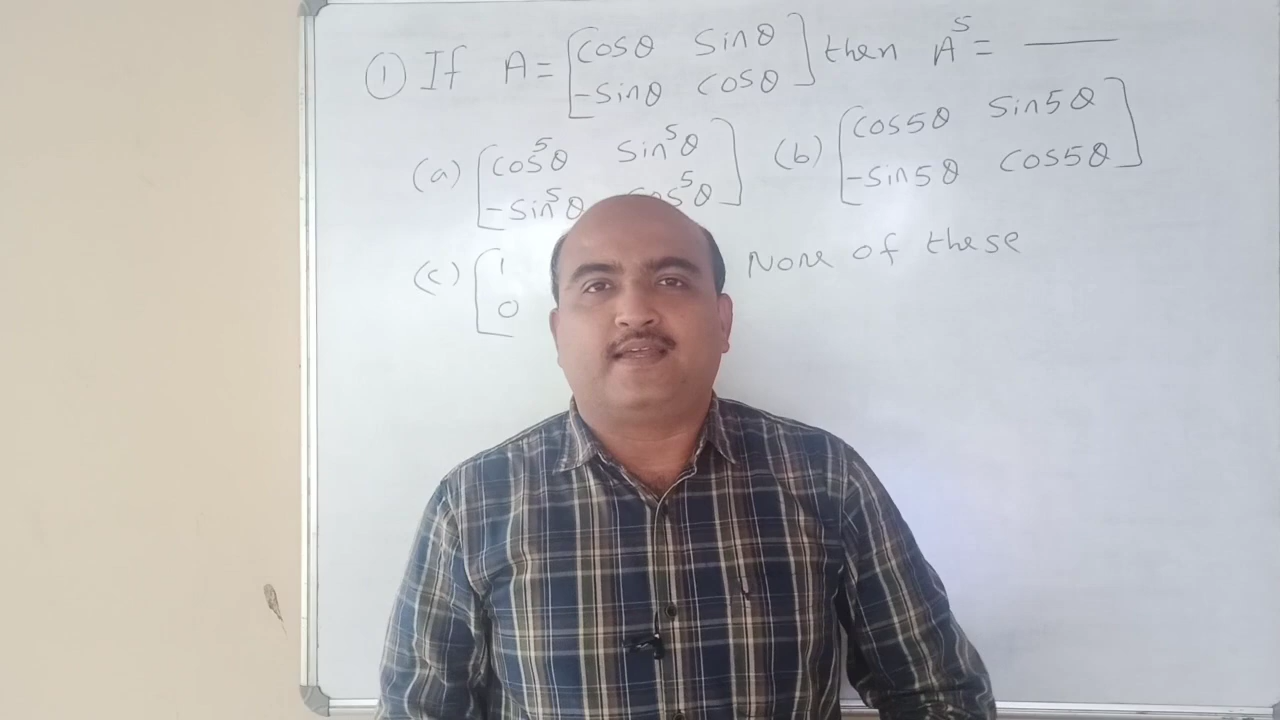 ① If A = [cosθ sinθ
-sinθ cosθ] then A⁵ = ____
(a) [cos⁵θ sin⁵θ
-sin⁵θ cos⁵θ]
(b) [cos5θ sin5θ
-sin5θ cos5θ]
(c) [1
0
None of these